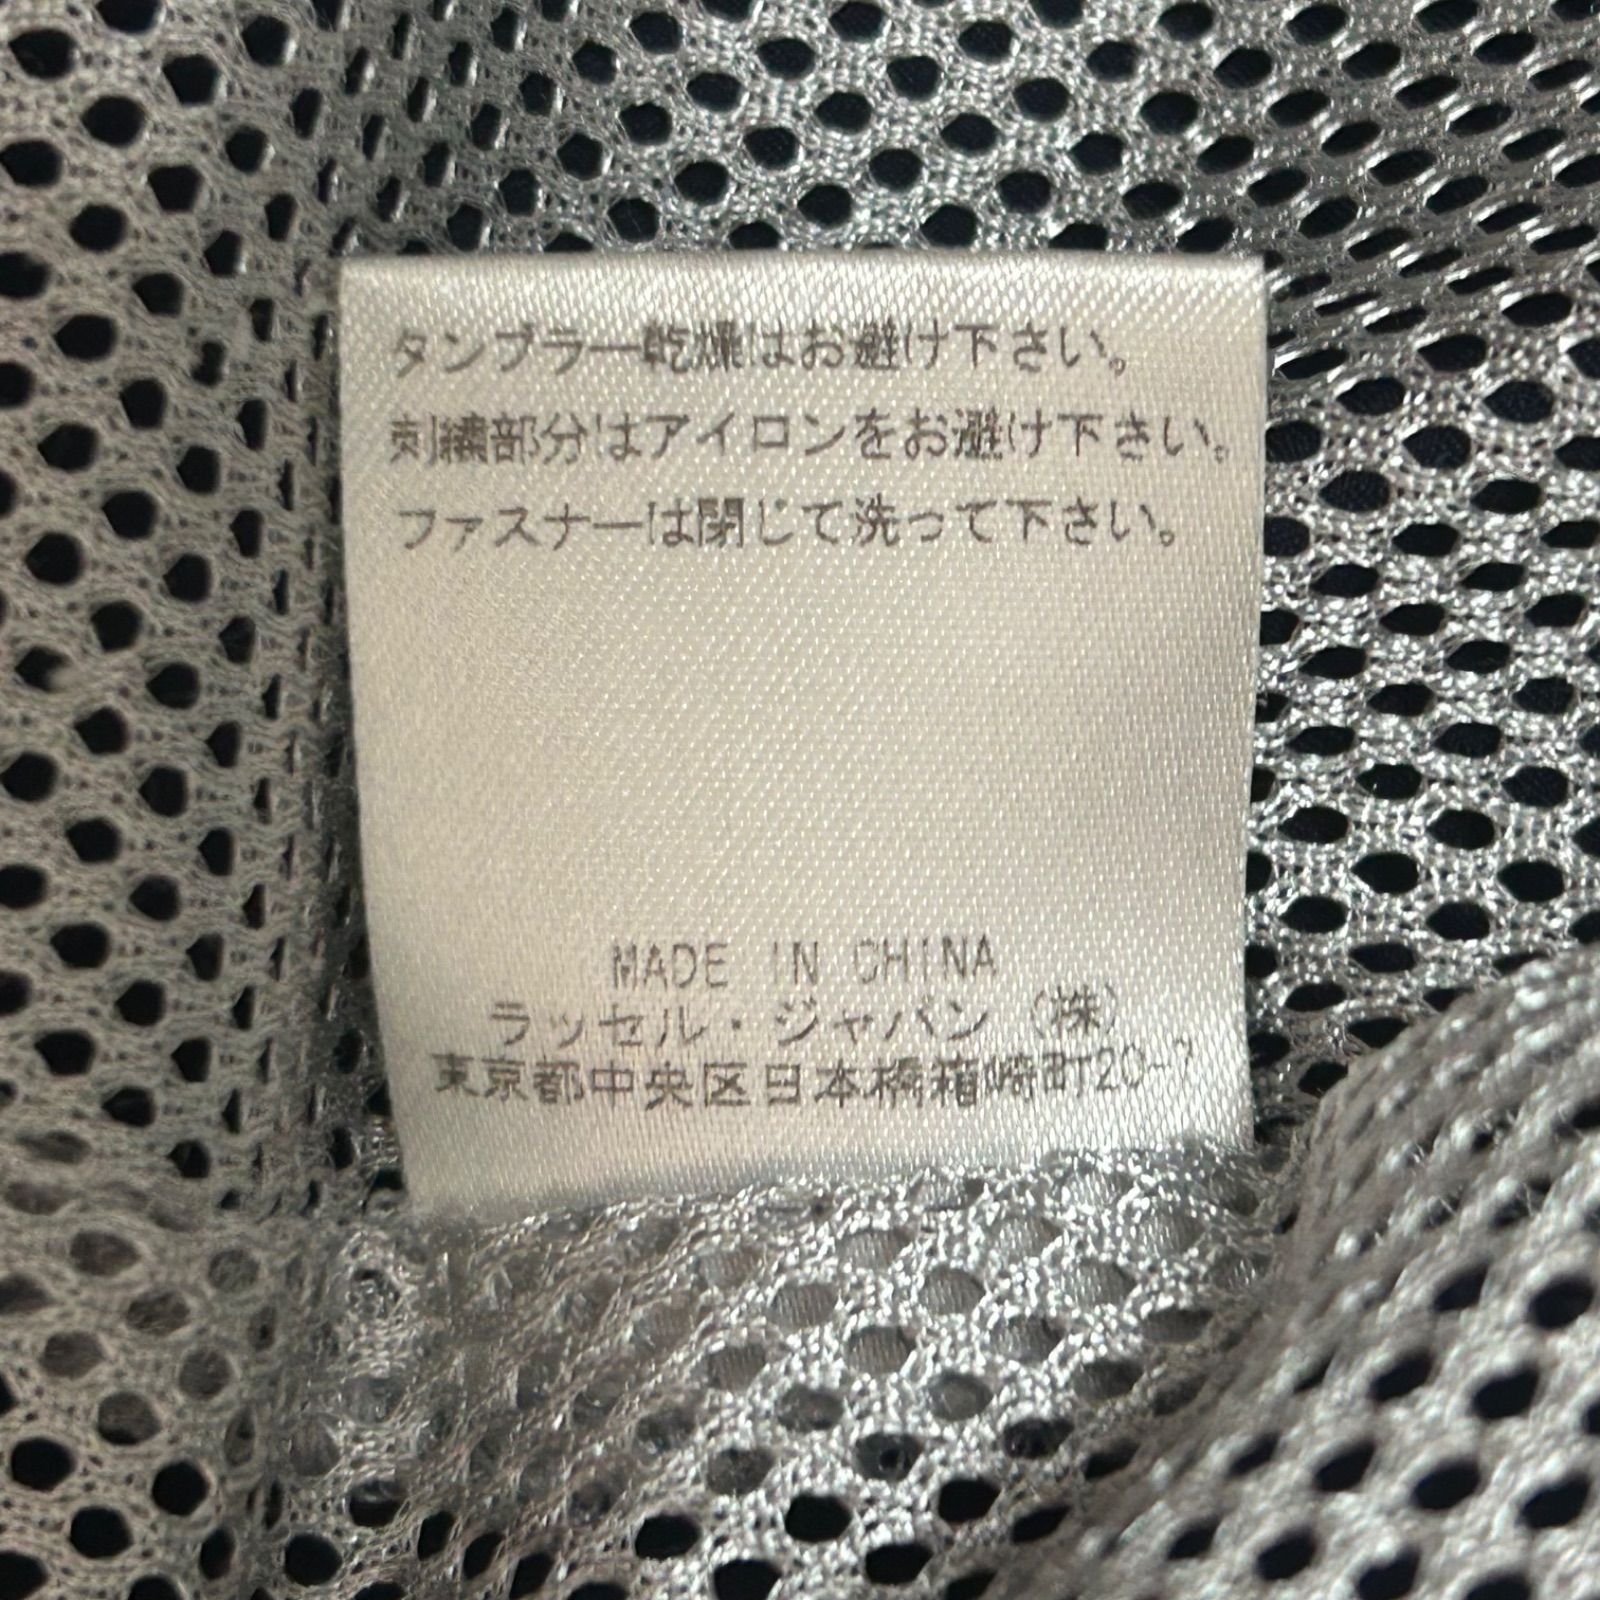 タンブラー乾燥はお避け下さい。
刺繍部分はアイロンをお避け下さい。
ファスナーは閉じて洗って下さい。
MADE IN CHINA
ラッセル・ジャパン (株)
東京都中央区日本橋箱崎町20-7